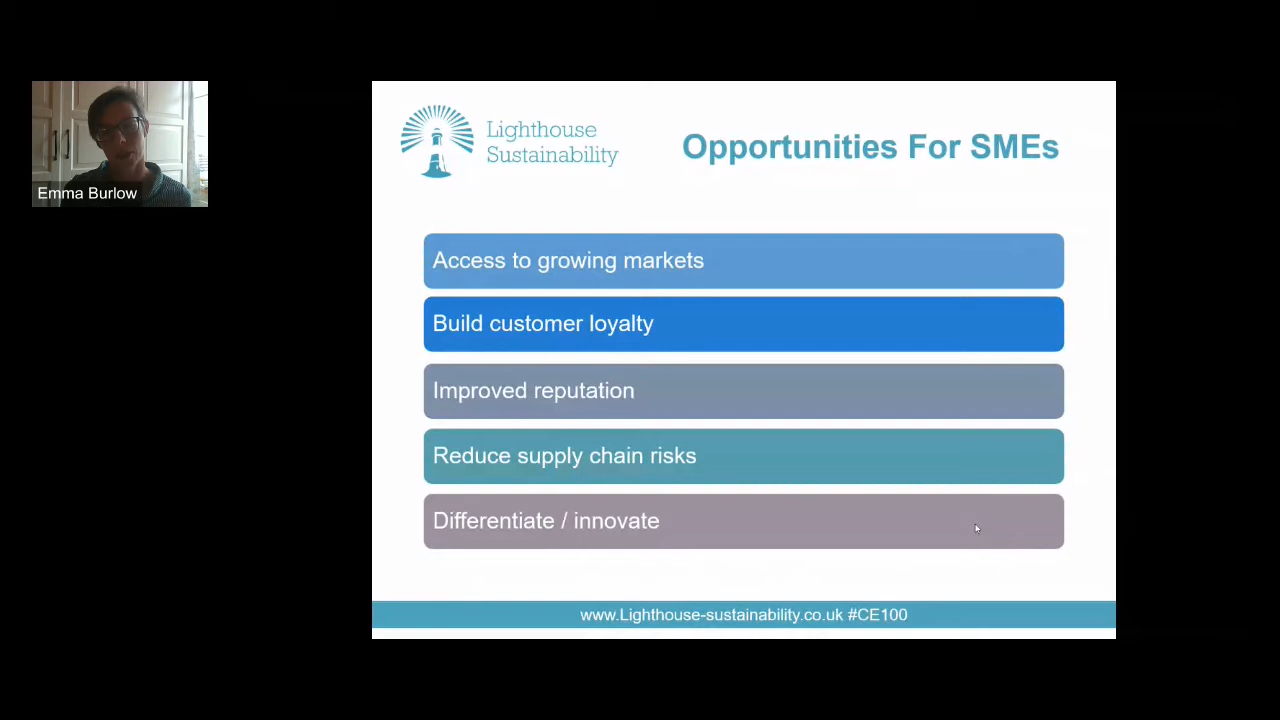 Emma Burlow
Lighthouse
Sustainability
Opportunities For SMEs
Access to growing markets
Build customer loyalty
Improved reputation
Reduce supply chain risks
Differentiate / innovate
www.Lighthouse-sustainability.co.uk #CE100